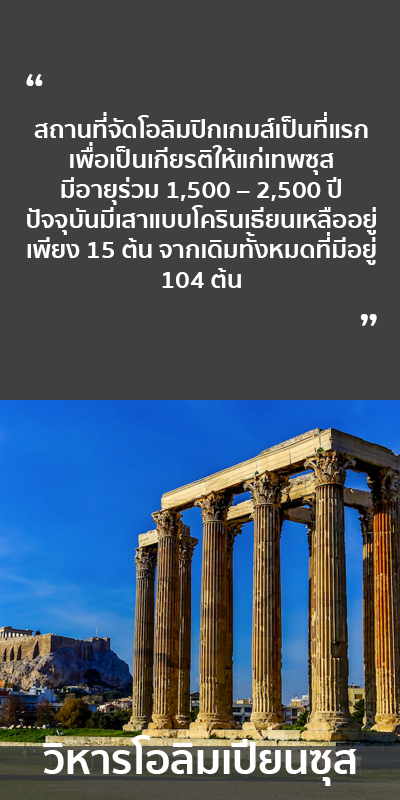 “
สถานที่จัดโอลิมปิกเกมส์เป็นที่แรก
เพื่อเป็นเกียรติให้แก่เทพซุส
มีอายุร่วม 1,500 – 2,500 ปี
ปัจจุบันมีเสาแบบโครินเธียนเหลืออยู่
เพียง 15 ต้น จากเดิมทั้งหมดที่มีอยู่
104 ต้น
”
วิหารโอลิมเปียนซุส